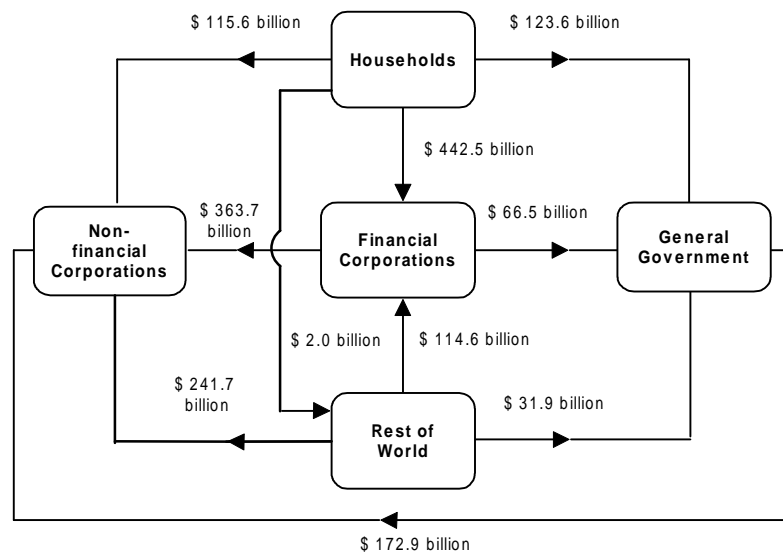 $ 115.6 billion
$ 123.6 billion
Households
$ 442.5 billion
Non-
financial
Corporations
$ 363.7
billion
Financial
Corporations
$ 66.5 billion
General
Government
$ 2.0 billion
$ 114.6 billion
$ 241.7
billion
$ 31.9 billion
Rest of
World
$ 172.9 billion